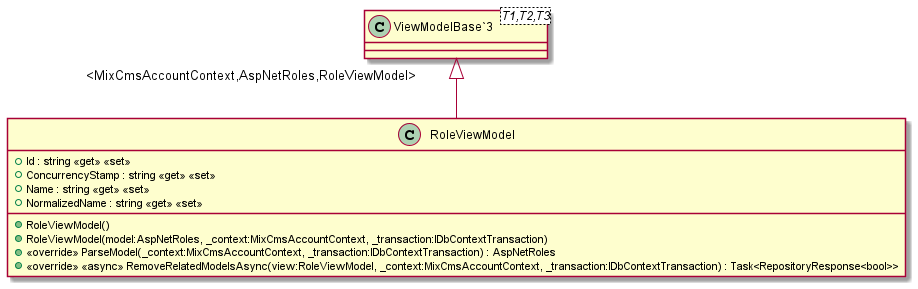 C ViewModelBase`3 T1,T2,T3
<MixCmsAccountContext,AspNetRoles,RoleViewModel>
C RoleViewModel
Id : string «get» «set»
ConcurrencyStamp : string «get» «set»
Name : string «get» «set»
NormalizedName : string «get» «set»
RoleViewModel()
RoleViewModel(model:AspNetRoles, _context:MixCmsAccountContext, _transaction:IDbContextTransaction)
«override» ParseModel(_context:MixCmsAccountContext, _transaction:IDbContextTransaction) : AspNetRoles
«override» «async» RemoveRelatedModelsAsync(view:RoleViewModel, _context:MixCmsAccountContext, _transaction:IDbContextTransaction) : Task<RepositoryResponse<bool>>